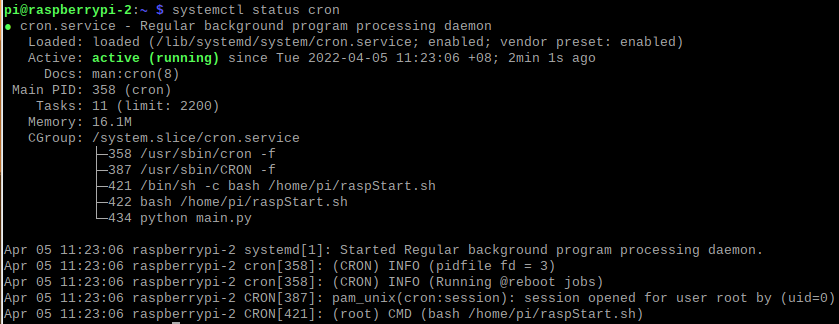 pi@raspberrypi-2:~ $ systemctl status cron
● cron.service - Regular background program processing daemon
   Loaded: loaded (/lib/systemd/system/cron.service; enabled; vendor preset: enabled)
   Active: active (running) since Tue 2022-04-05 11:23:06 +08; 2min 1s ago
     Docs: man:cron(8)
 Main PID: 358 (cron)
    Tasks: 11 (limit: 2200)
   Memory: 16.1M
   CGroup: /system.slice/cron.service
           ├─358 /usr/sbin/cron -f
           ├─387 /usr/sbin/CRON -f
           ├─421 /bin/sh -c bash /home/pi/raspStart.sh
           ├─422 bash /home/pi/raspStart.sh
           └─434 python main.py

Apr 05 11:23:06 raspberrypi-2 systemd[1]: Started Regular background program processing daemon.
Apr 05 11:23:06 raspberrypi-2 cron[358]: (CRON) INFO (pidfile fd = 3)
Apr 05 11:23:06 raspberrypi-2 cron[358]: (CRON) INFO (Running @reboot jobs)
Apr 05 11:23:06 raspberrypi-2 CRON[387]: pam_unix(cron:session): session opened for user root by (uid=0)
Apr 05 11:23:06 raspberrypi-2 CRON[421]: (root) CMD (bash /home/pi/raspStart.sh)